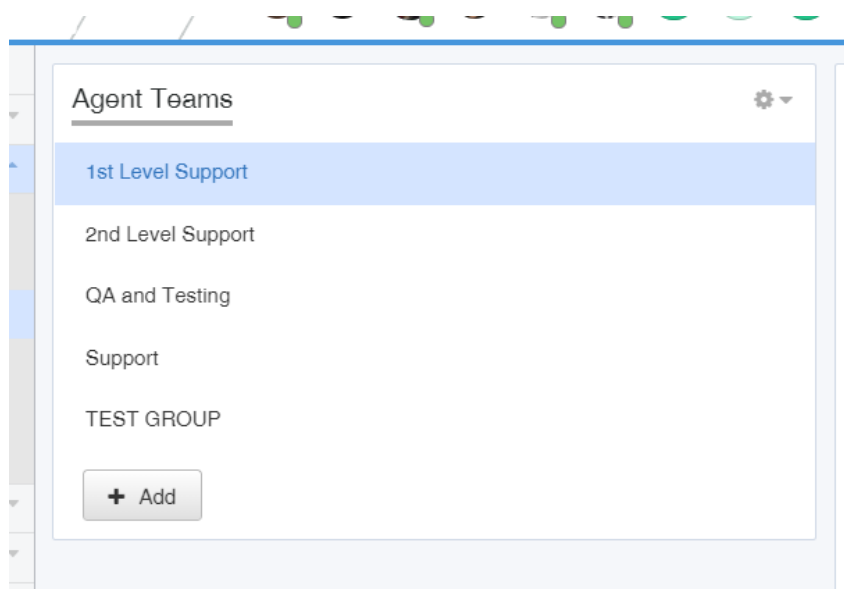 Agent Teams
1st Level Support
2nd Level Support
QA and Testing
Support
TEST GROUP
Add